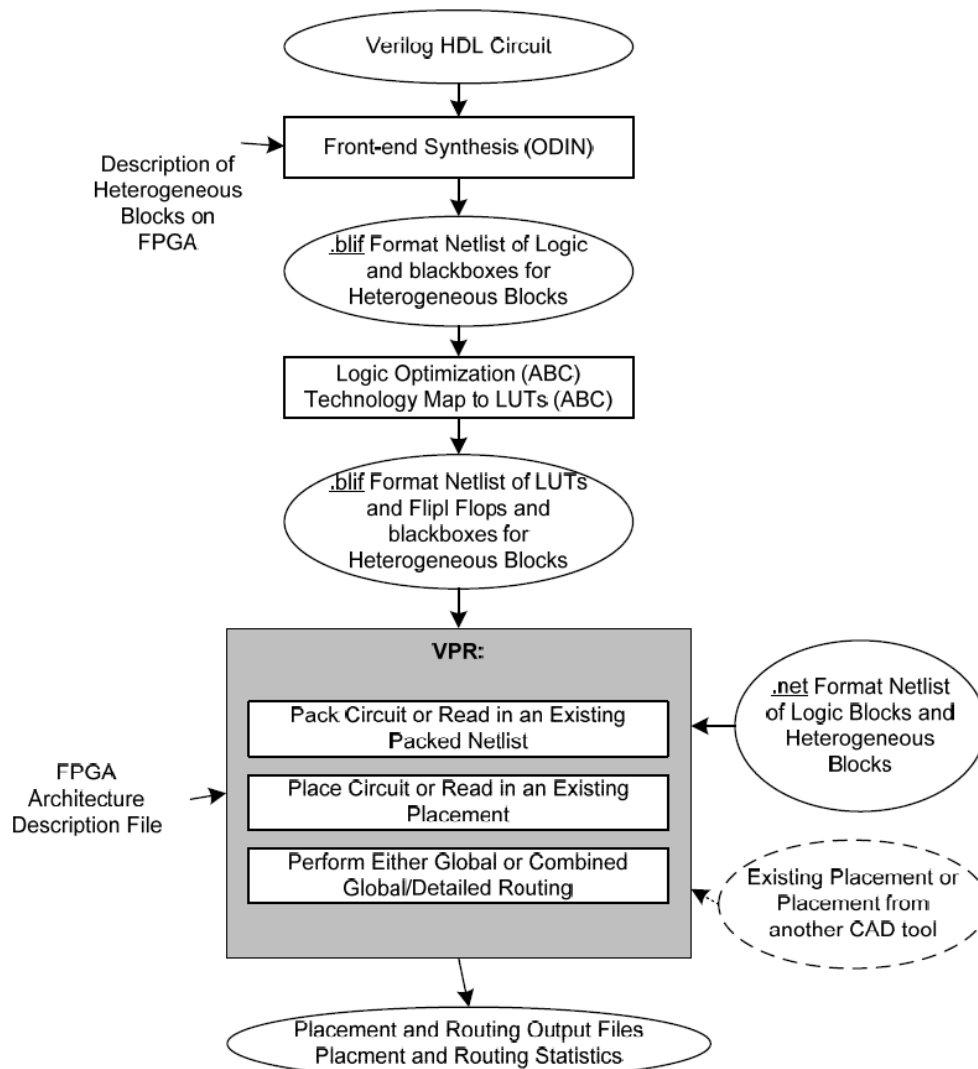 Verilog HDL Circuit
Front-end Synthesis (ODIN)
Description of
Heterogeneous
Blocks on
FPGA
.blif Format Netlist of Logic
and blackboxes for
Heterogeneous Blocks
Logic Optimization (ABC)
Technology Map to LUTs (ABC)
.blif Format Netlist of LUTs
and Flipl Flops and
blackboxes for
Heterogeneous Blocks
VPR:
Pack Circuit or Read in an Existing
Packed Netlist
.net Format Netlist
of Logic Blocks and
Heterogeneous
Blocks
FPGA
Architecture
Description File
Place Circuit or Read in an Existing
Placement
Perform Either Global or Combined
Global/Detailed Routing
Existing Placement or
Placement from
another CAD tool
Placement and Routing Output Files
Placment and Routing Statistics